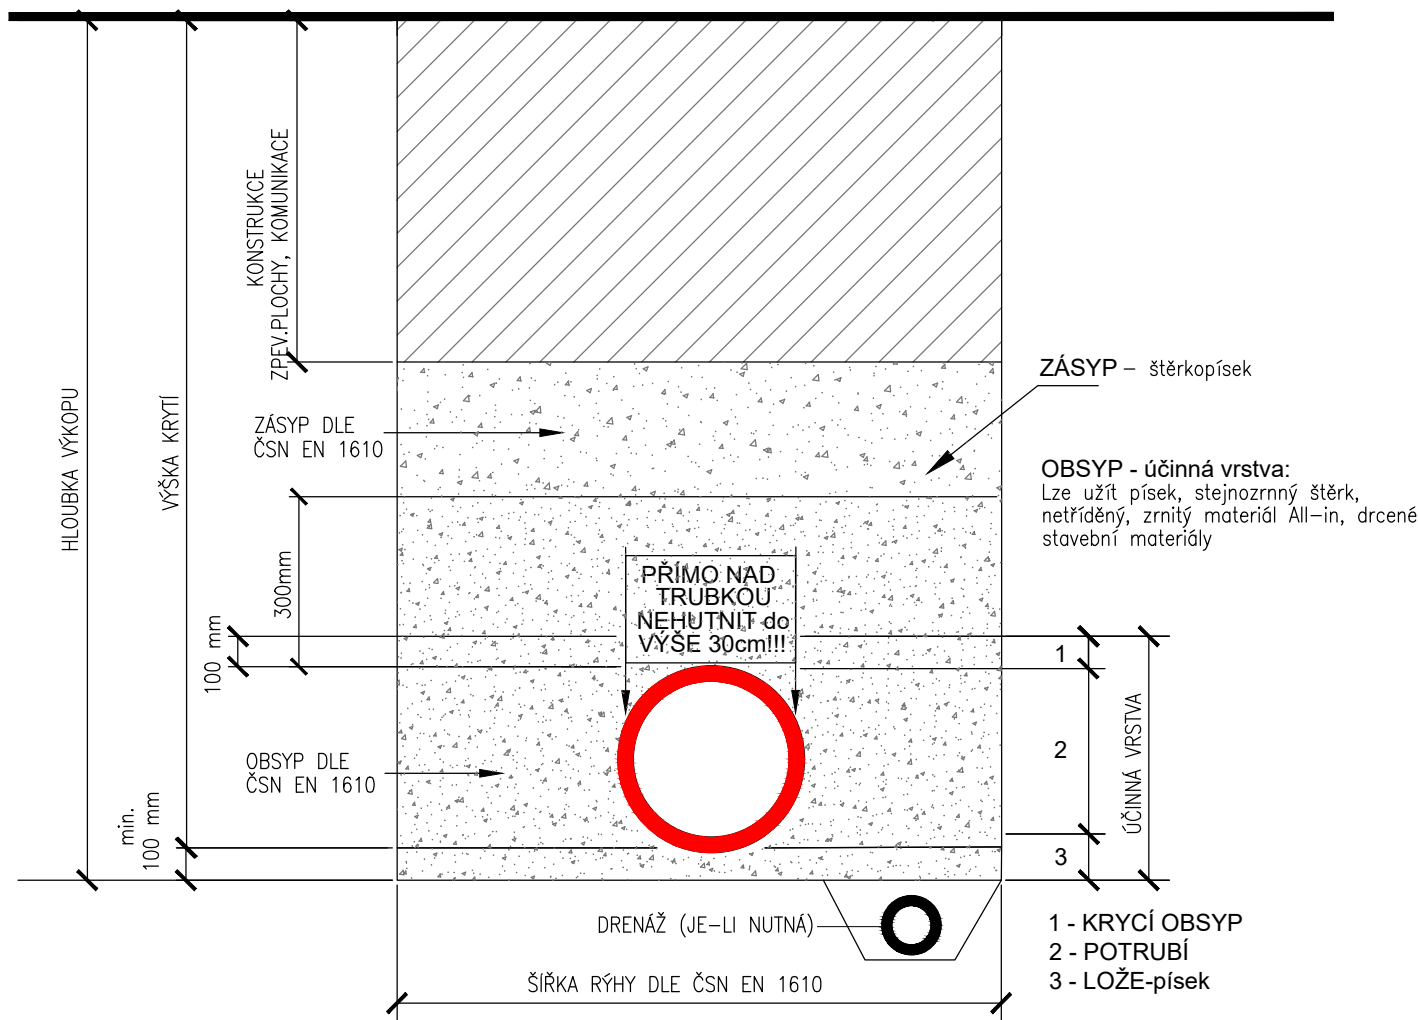 HLOUBKA VÝKOPU
VÝŠKA KRYTÍ
KONSTRUKCE
ZPEV.PLOCHY, KOMUNIKACE
ZÁSYP DLE
ČSN EN 1610
300mm
100 mm
OBSYP DLE
ČSN EN 1610
min.
100 mm
PŘÍMO NAD
TRUBKOU
NEHUTNIT do
VÝŠE 30cm!!!
ZÁSYP – štěrkopísek
OBSYP - účinná vrstva:
Lze užít písek, stejnozrnný štěrk,
netříděný, zrnitý materiál All-in, drcené
stavební materiály
1
2
3
ÚČINNÁ VRSTVA
DRENÁŽ (JE-LI NUTNÁ)
ŠÍŘKA RÝHY DLE ČSN EN 1610
1 - KRYCÍ OBSYP
2 - POTRUBÍ
3 - LOŽE-písek